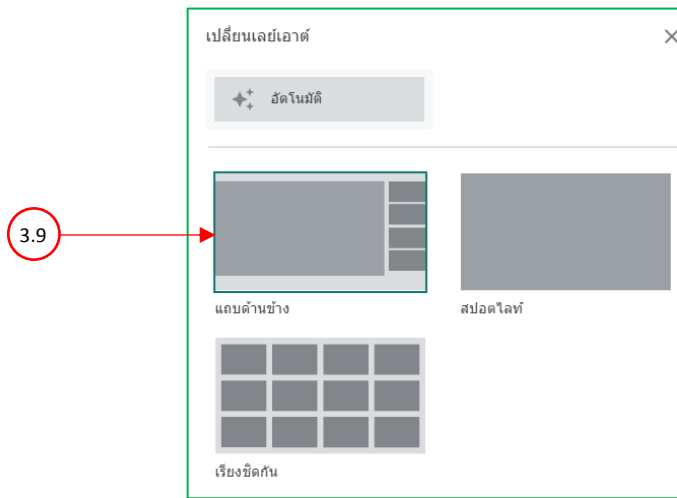 เปลี่ยนเลย์เอาต์
อัตโนมัติ
3.9
แถบด้านข้าง
สปอตไลท์
เรียงชิดกัน